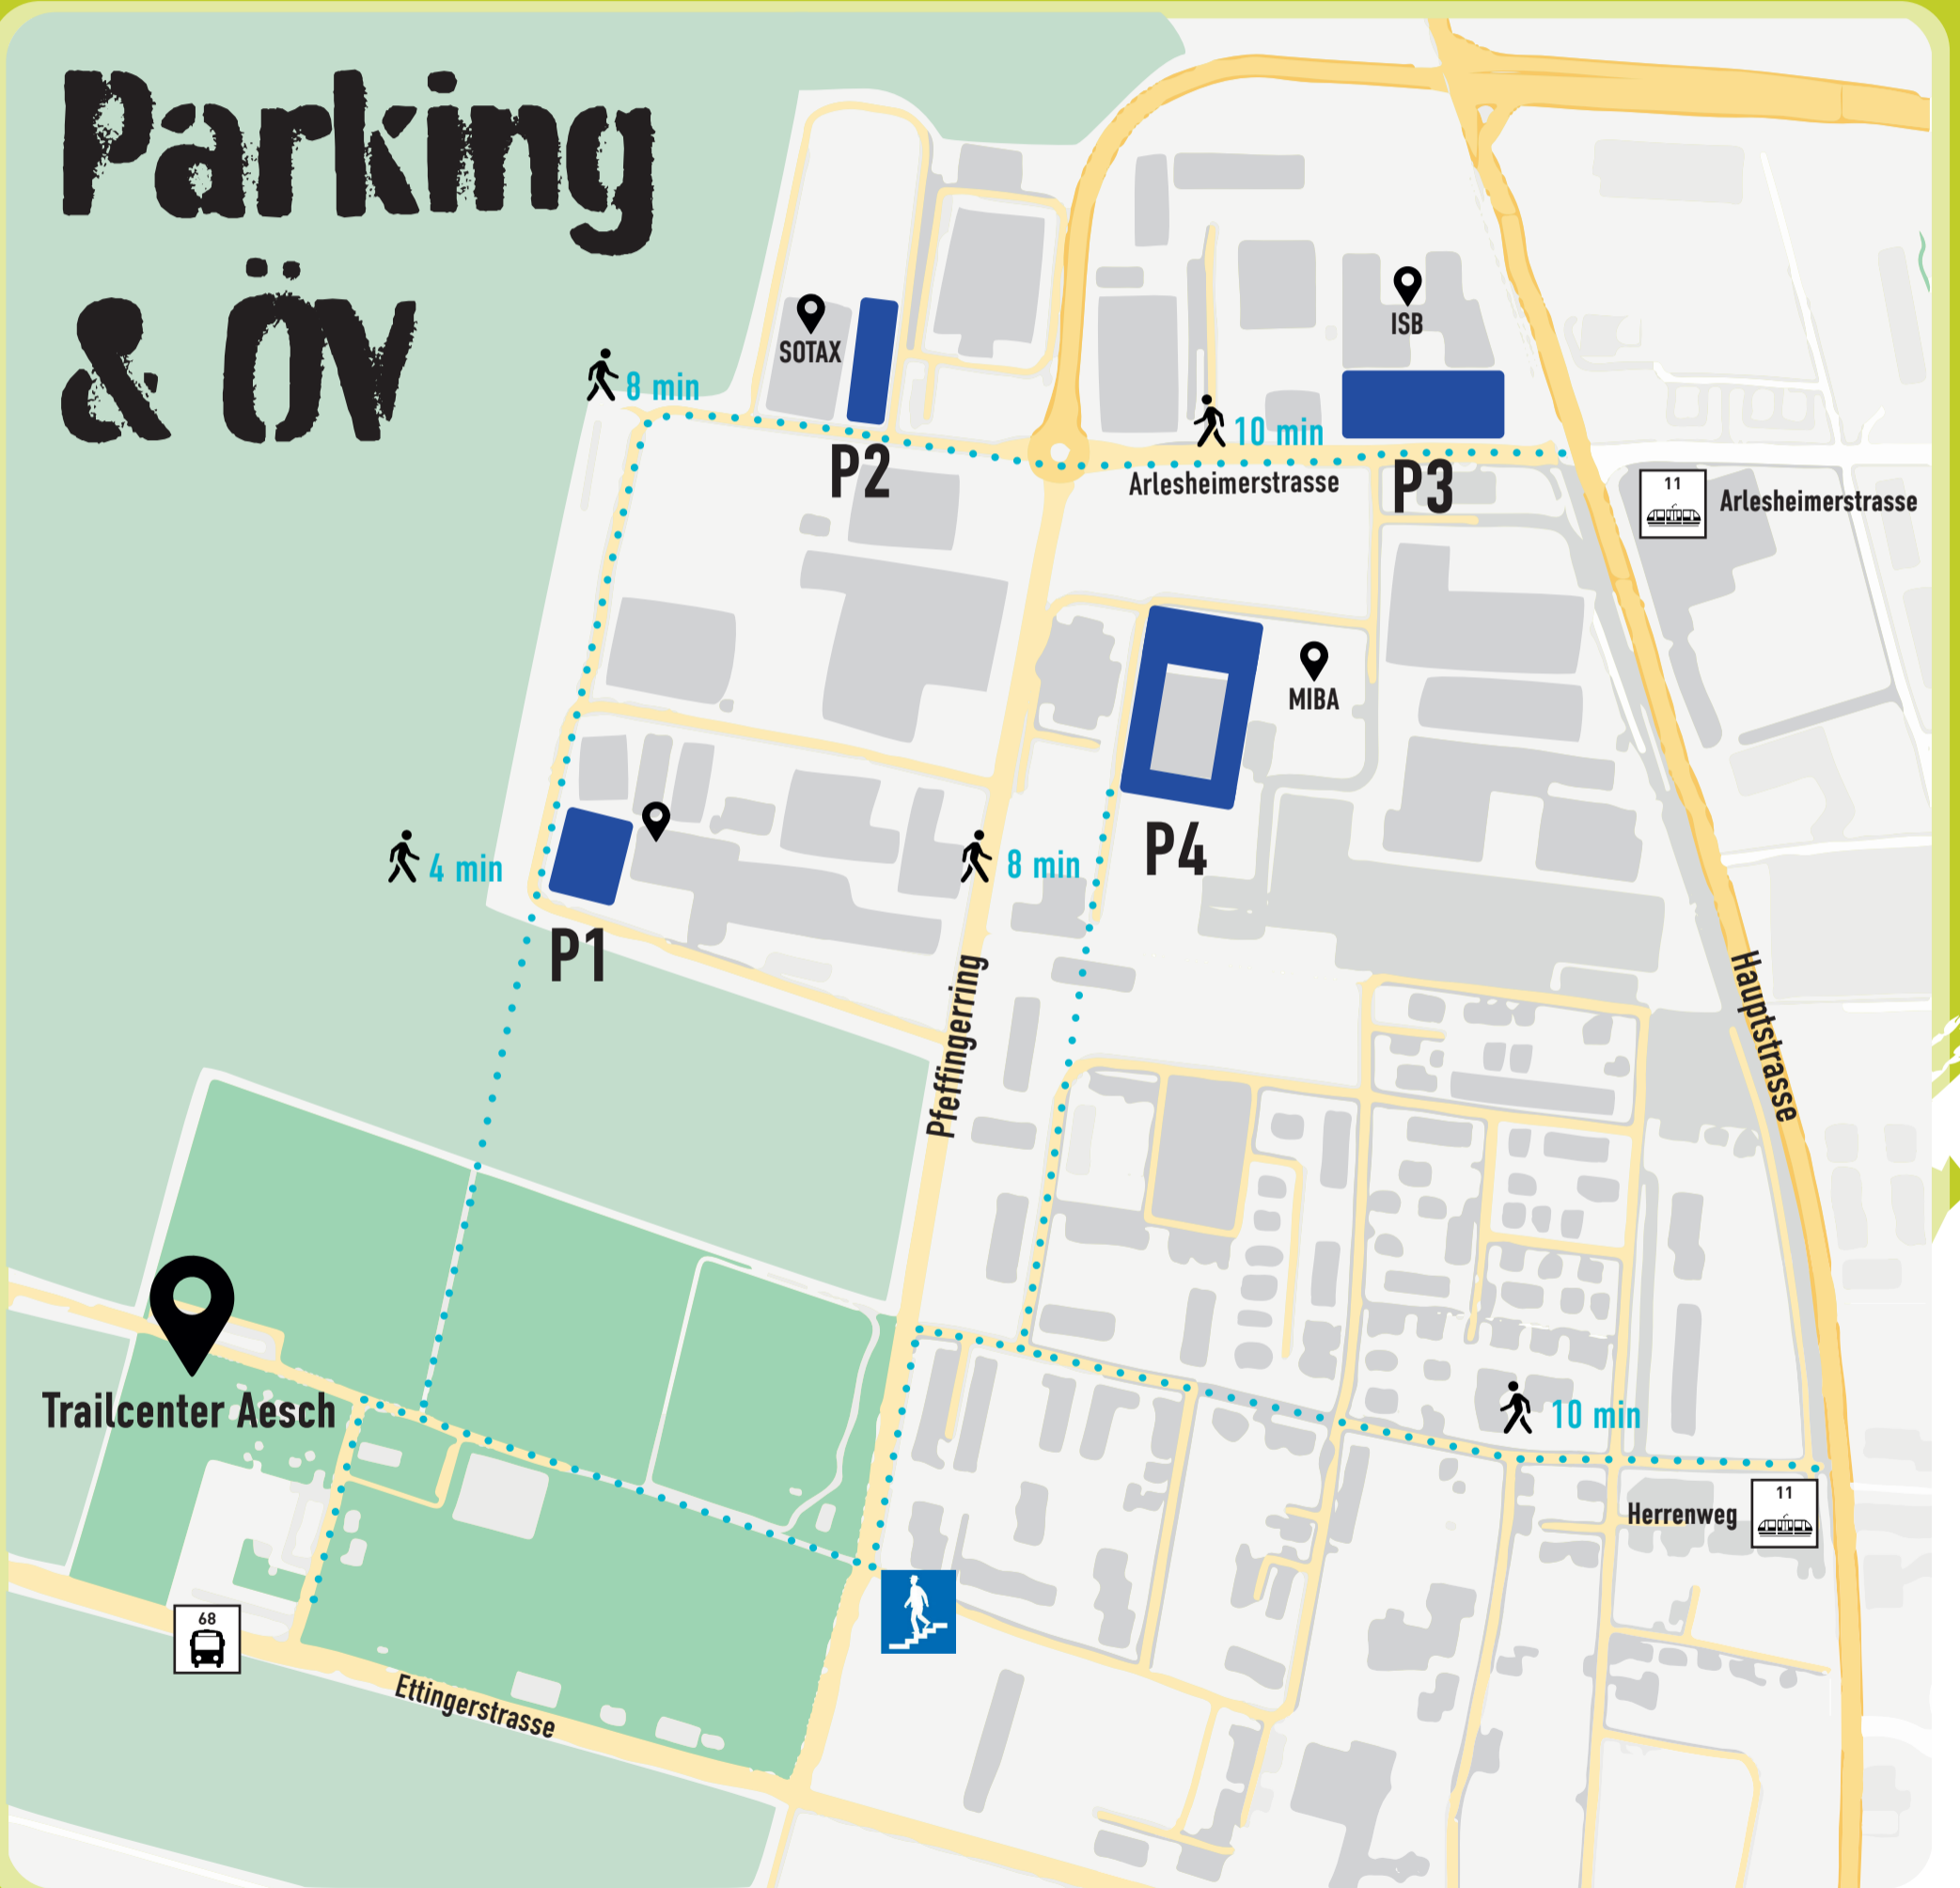 Parking
& ÖV
ISB
SOTAX
8 min
10 min
P2
P3
Arlesheimerstrasse
11
Arlesheimerstrasse
MIBA
P4
4 min
8 min
P1
Pfeffingerring
Hauptstrasse
Trailcenter Aesch
10 min
11
Herrenweg
68
Ettingerstrasse